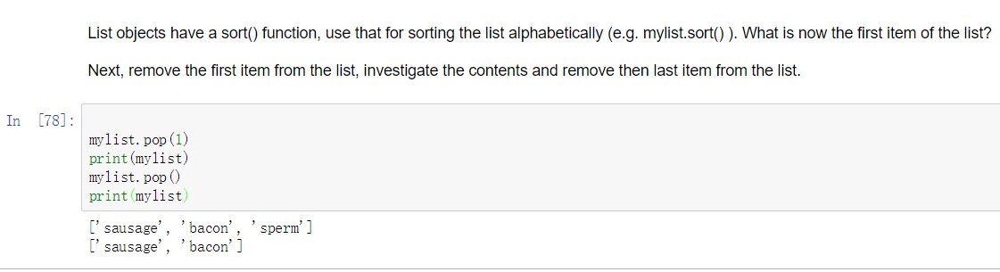 List objects have a sort() function, use that for sorting the list alphabetically (e.g. mylist.sort() ). What is now the first item of the list?
Next, remove the first item from the list, investigate the contents and remove then last item from the list.
In [78]:
mylist.pop(1)
print(mylist)
mylist.pop()
print(mylist)
['sausage', 'bacon', 'sperm']
['sausage', 'bacon']